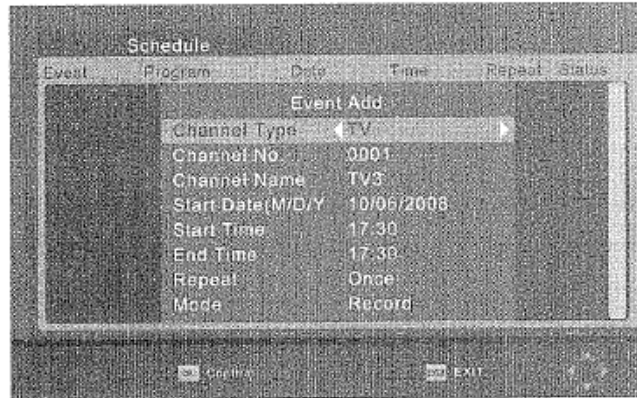 Schedule
Event Program Date Time Repeat Status
Event Add
Channel Type TV
Channel No. 0001
Channel Name TV3
Start Date(M/D/Y 10/06/2008
Start Time 17:30
End Time 17:30
Repeat Once
Mode Record
Confirm
EXIT EXIT